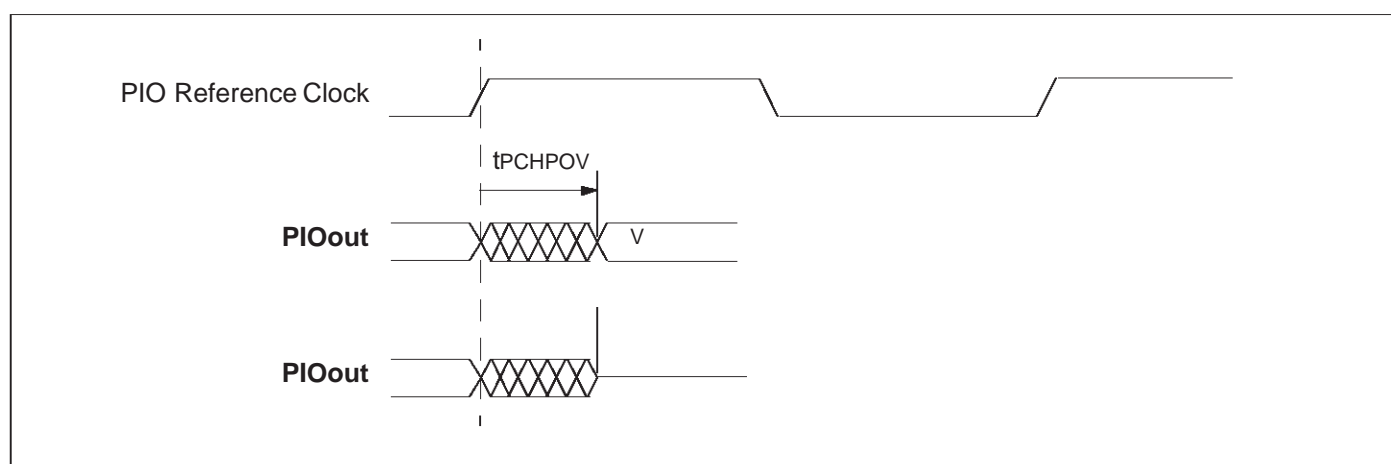 PIO Reference Clock
tPCHPOV
PIOout
V
PIOout